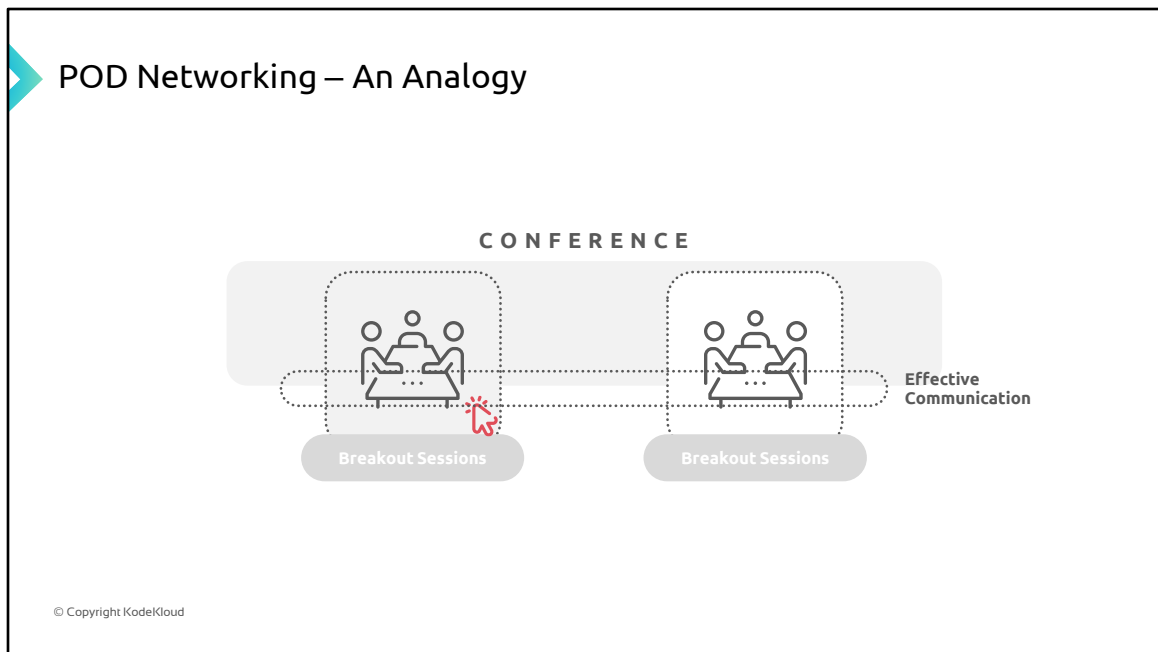 POD Networking – An Analogy
CONFERENCE
Effective
Communication
Breakout Sessions
Breakout Sessions
© Copyright KodeKloud